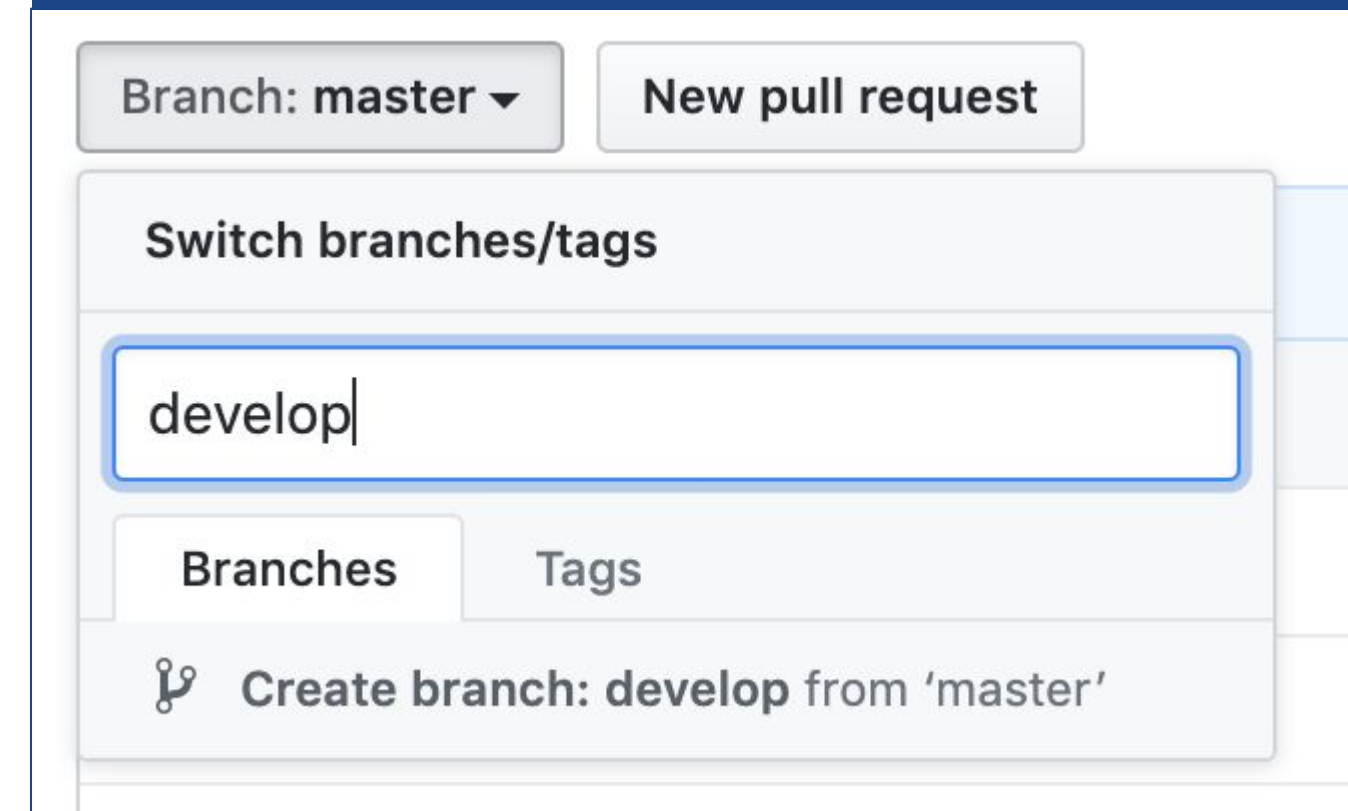 Branch: master New pull request
Switch branches/tags
develop
Branches Tags
Create branch: develop from ‘master’